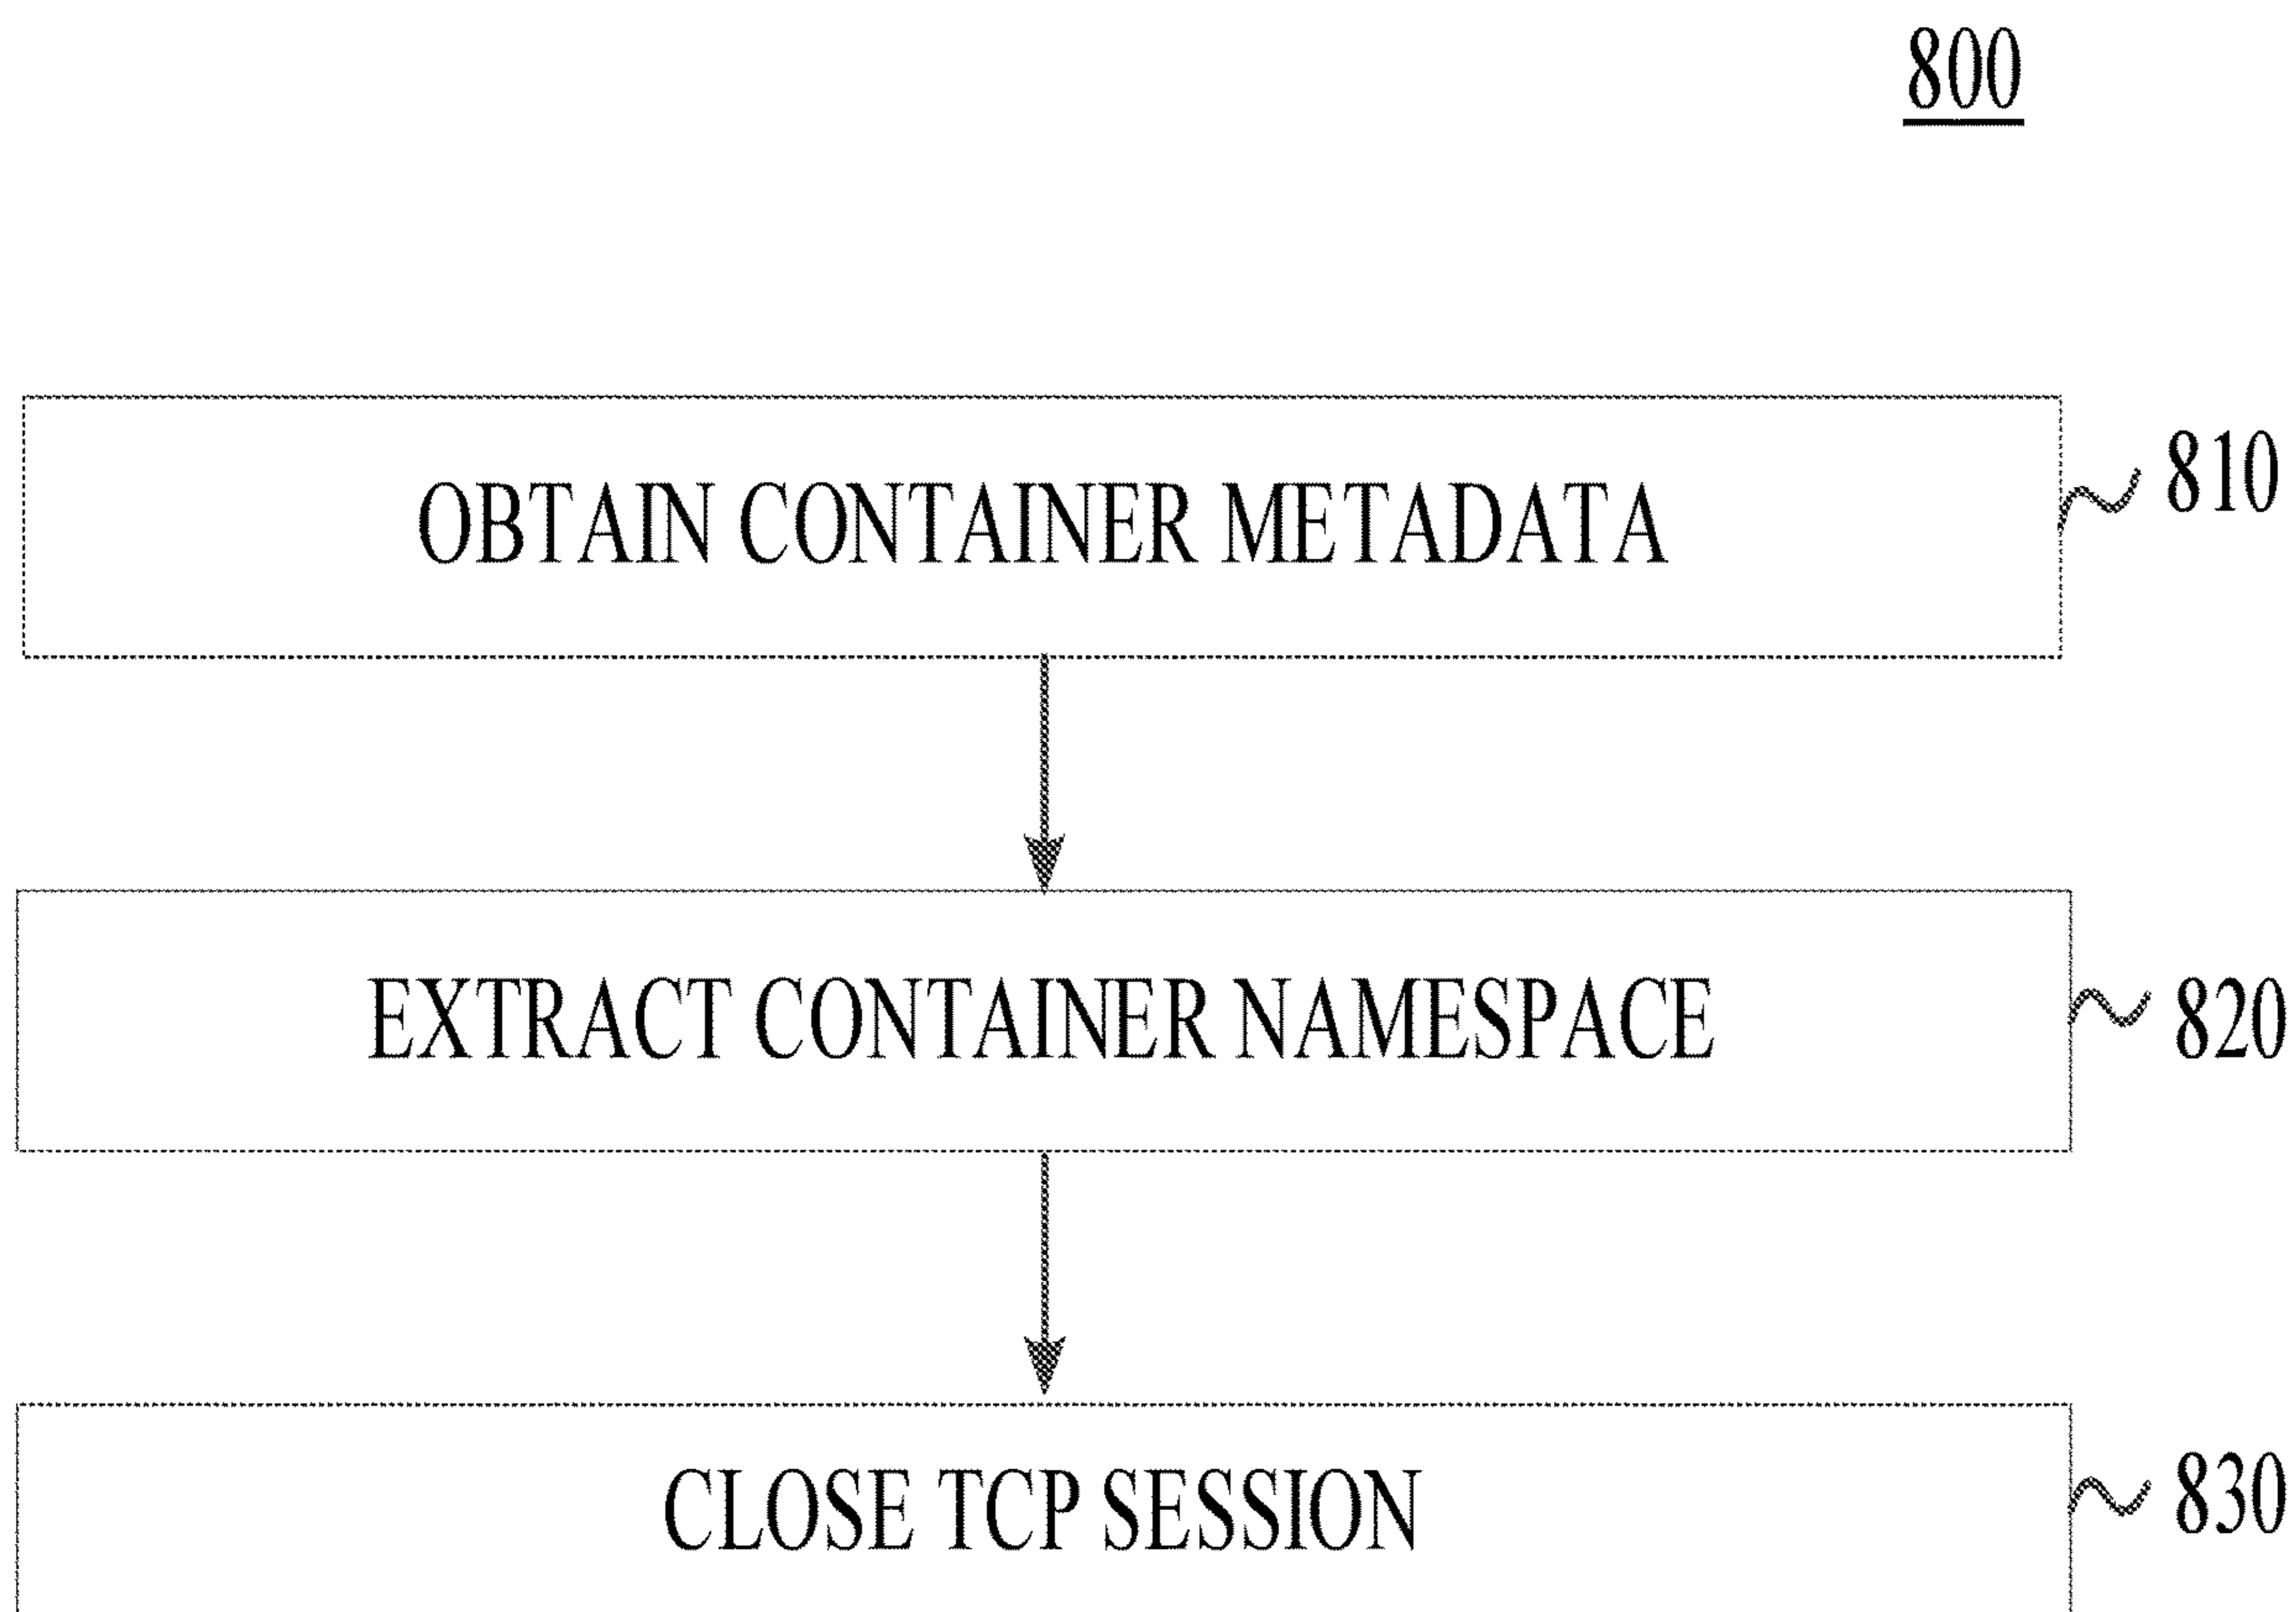 800
OBTAIN CONTAINER METADATA
810
EXTRACT CONTAINER NAMESPACE
820
CLOSE TCP SESSION
830